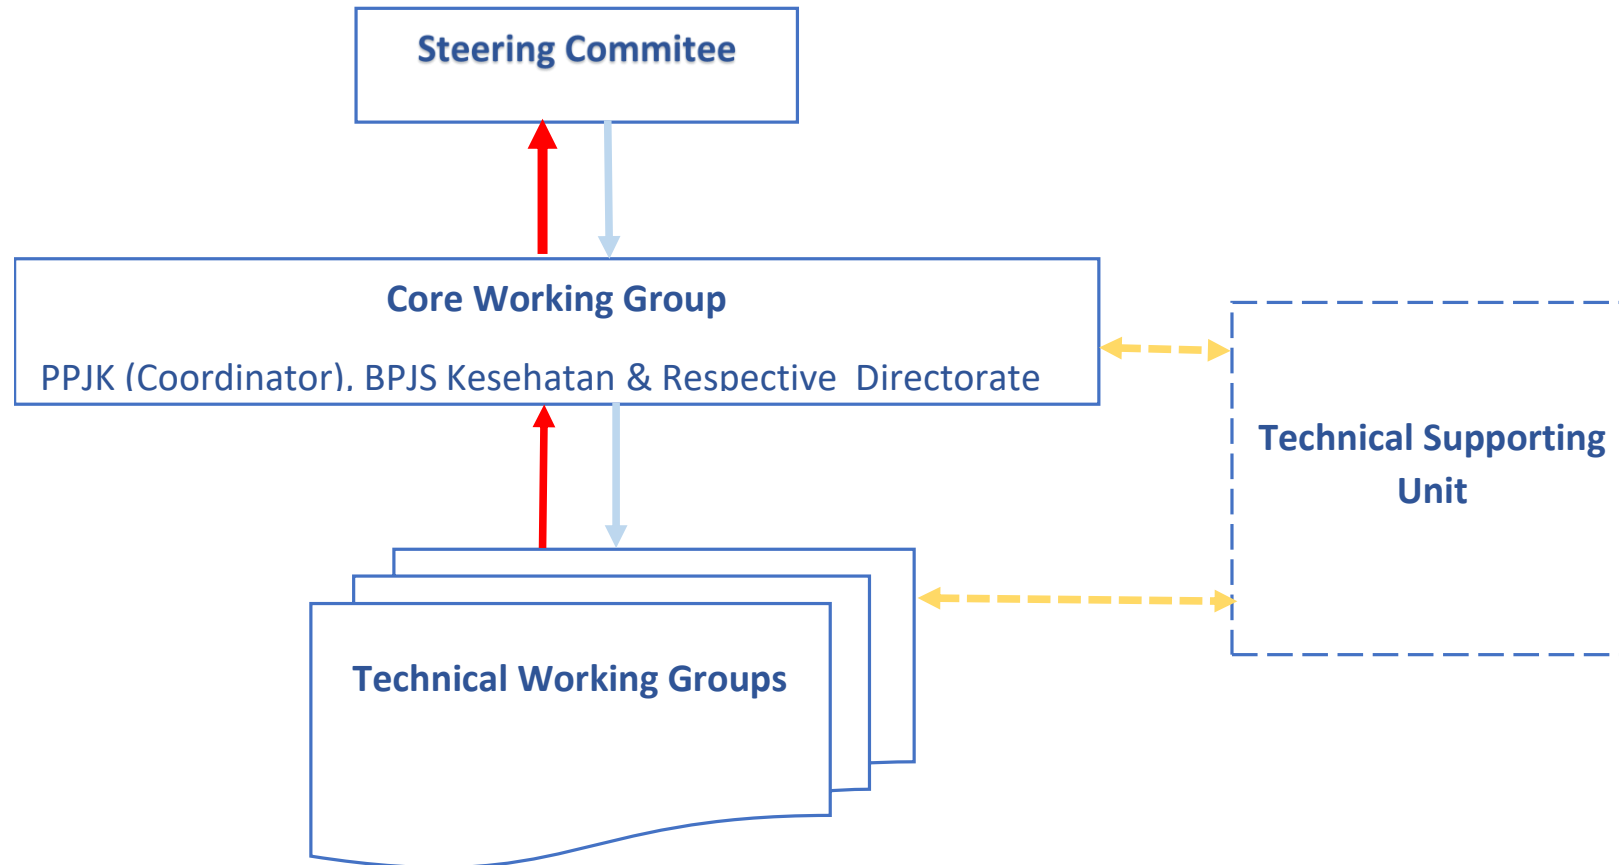 Steering Commitee
Core Working Group
PPJK (Coordinator), BPJS Kesehatan & Respective Directorate
Technical Supporting
Unit
Technical Working Groups